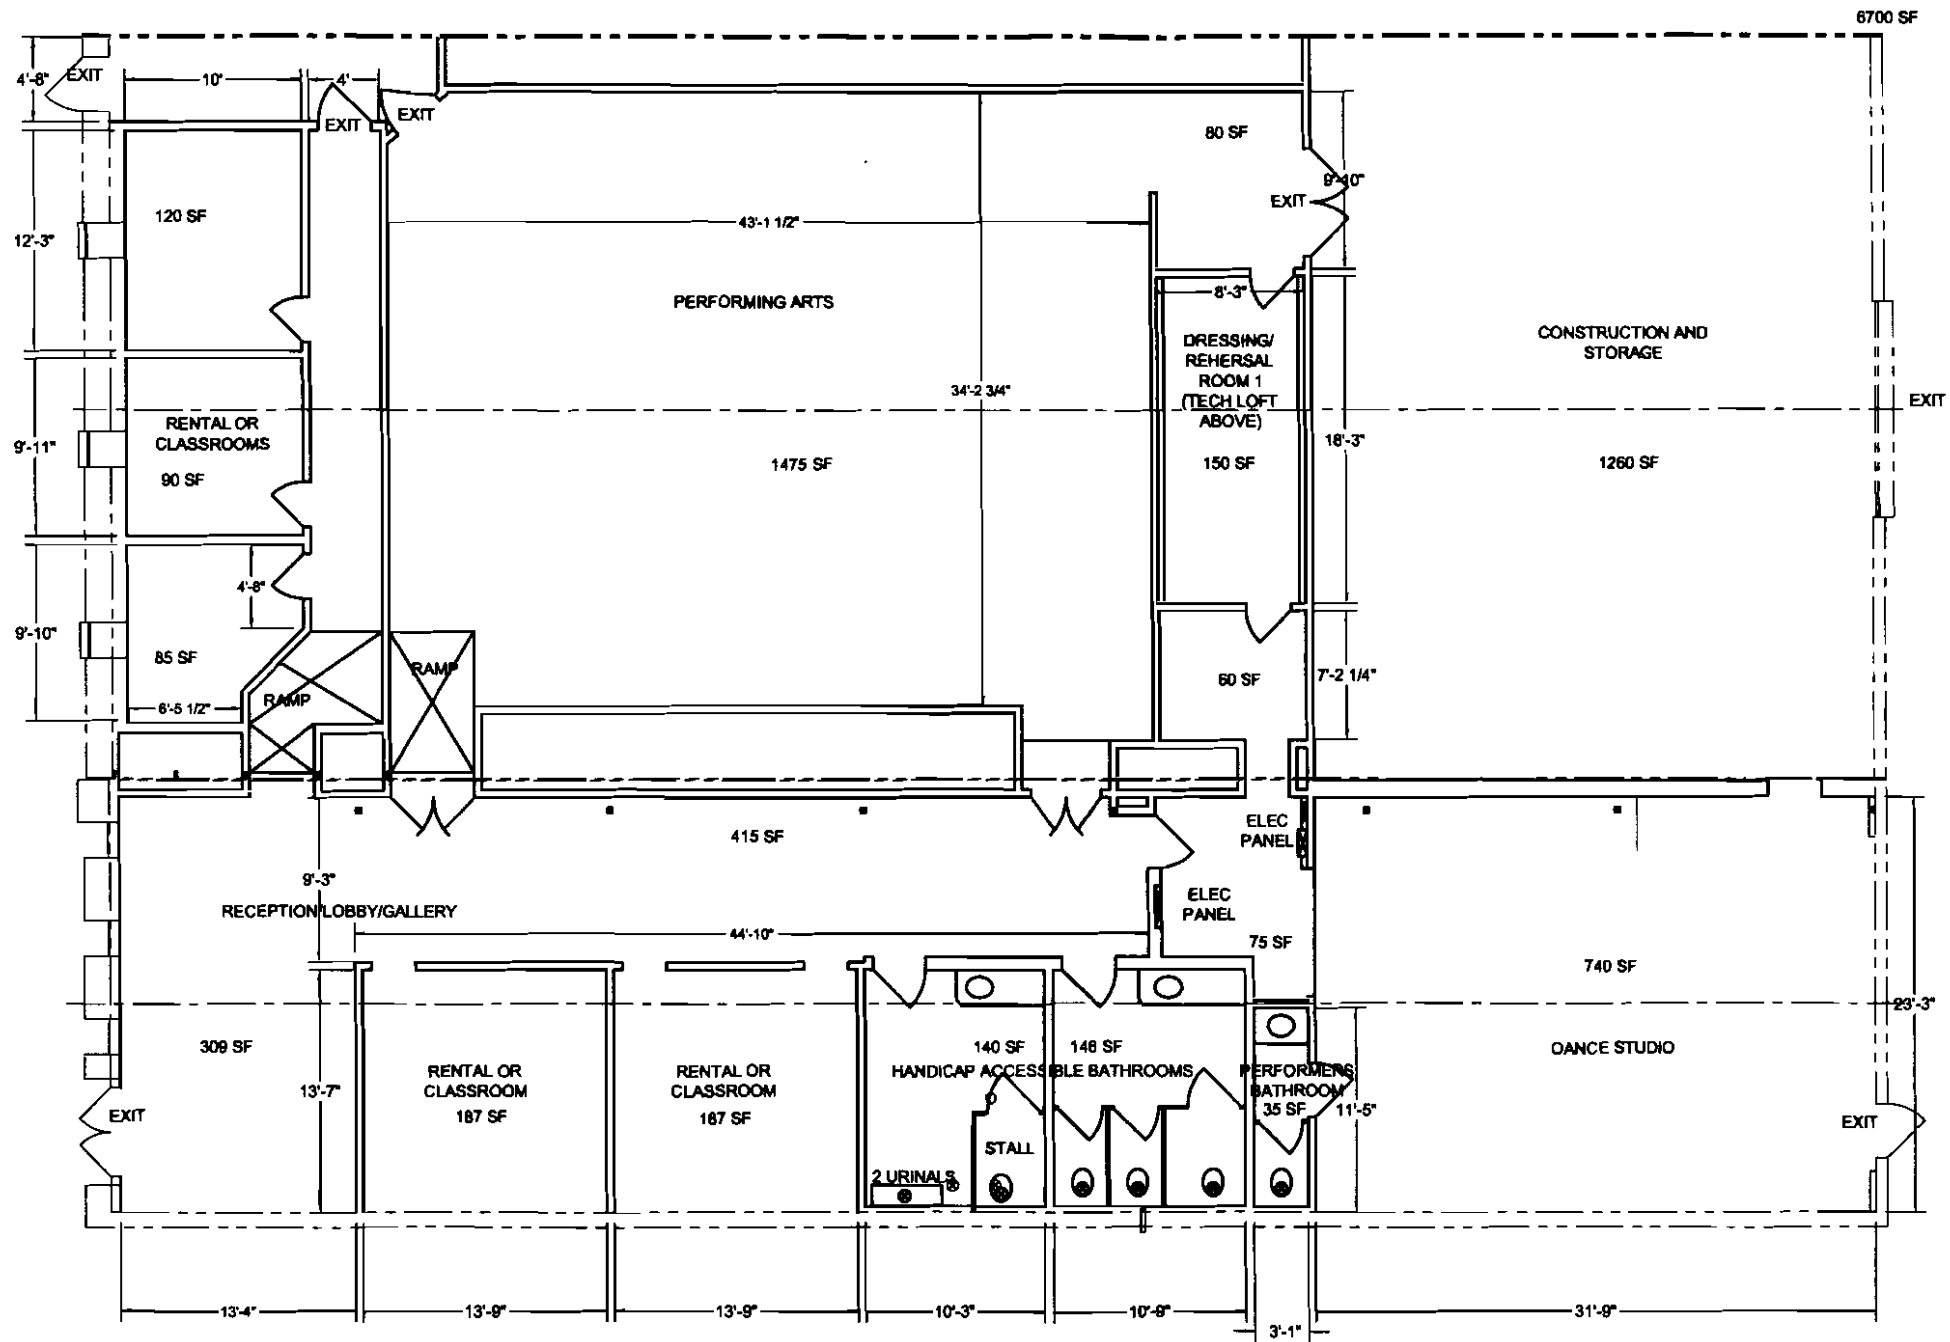 6700 SF
4'-8"
EXIT
10'
4'
EXIT
EXIT
80 SF
9'-10"
EXIT
120 SF
12'-3"
43'-1 1/2"
PERFORMING ARTS
8'-3"
DRESSING/
REHERSAL
ROOM 1
(TECH LOFT
ABOVE)
150 SF
CONSTRUCTION AND
STORAGE
EXIT
34'-2 3/4"
RENTAL OR
CLASSROOMS
90 SF
9'-11"
18'-3"
1475 SF
1260 SF
4'-8"
9'-10"
85 SF
RAMP
RAMP
6'-5 1/2"
60 SF
7'-2 1/4"
415 SF
ELEC
PANEL
9'-3"
RECEPTION/LOBBY/GALLERY
ELEC
PANEL
44'-10"
75 SF
740 SF
23'-3"
309 SF
140 SF
146 SF
DANCE STUDIO
RENTAL OR
CLASSROOM
187 SF
RENTAL OR
CLASSROOM
187 SF
HANDICAP ACCESSIBLE BATHROOMS
PERFORMERS
BATHROOM
35 SF
13'-7"
11'-5"
EXIT
EXIT
STALL
2 URINALS
13'-4"
13'-9"
13'-9"
10'-3"
10'-9"
3'-1"
31'-9"